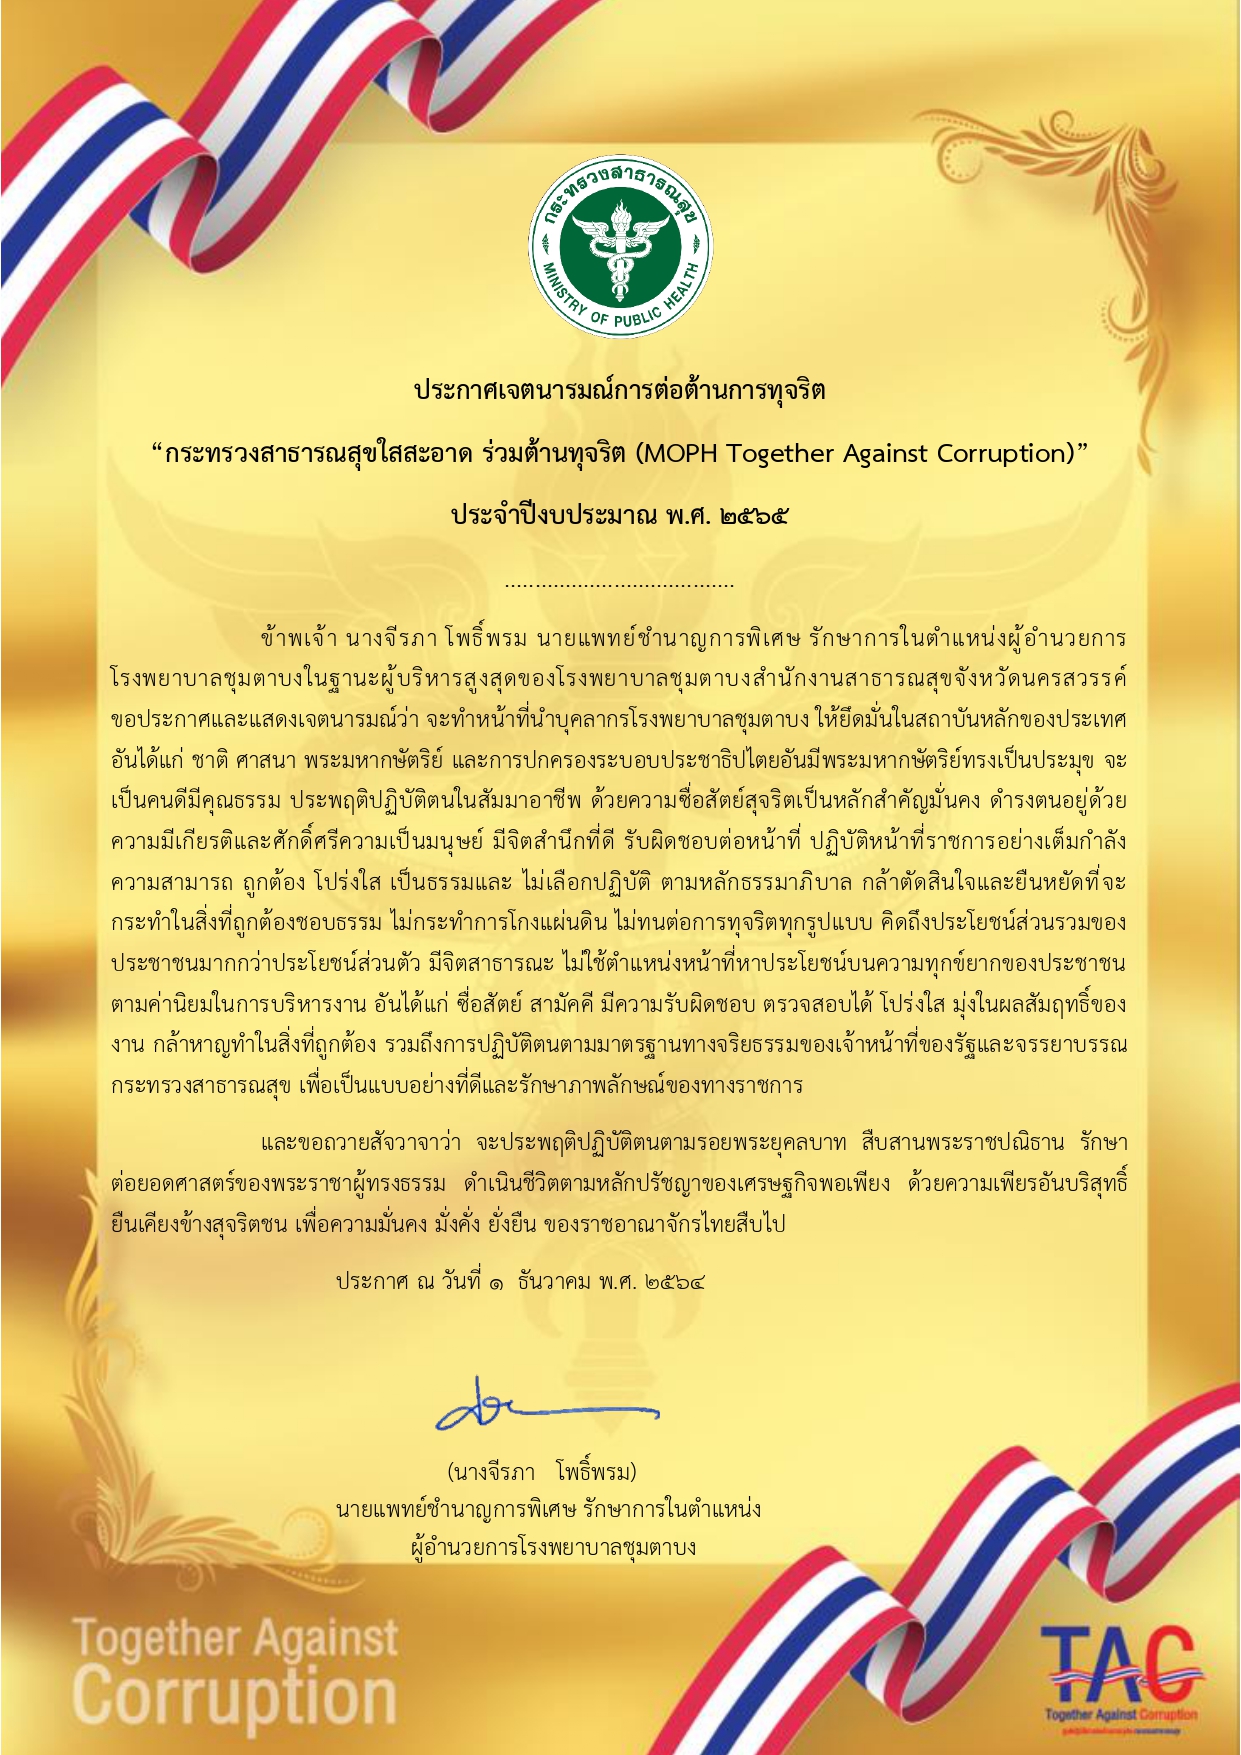 กระทรวงสาธารณสุข
MINISTRY OF PUBLIC HEALTH
ประกาศเจตนารมณ์การต่อต้านการทุจริต
“กระทรวงสาธารณสุขใสสะอาด ร่วมต้านทุจริต (MOPH Together Against Corruption)”
ประจำปีงบประมาณ พ.ศ. ๒๕๖๕
......................................
ข้าพเจ้า นางจีรภา โพธิ์พรม นายแพทย์ชำนาญการพิเศษ รักษาการในตำแหน่งผู้อำนวยการ
โรงพยาบาลชุมตาบงในฐานะผู้บริหารสูงสุดของโรงพยาบาลชุมตาบงสำนักงานสาธารณสุขจังหวัดนครสวรรค์
ขอประกาศและแสดงเจตนารมณ์ว่า จะทำหน้าที่นำบุคลากรโรงพยาบาลชุมตาบง ให้ยึดมั่นในสถาบันหลักของประเทศ
อันได้แก่ ชาติ ศาสนา พระมหากษัตริย์ และการปกครองระบอบประชาธิปไตยอันมีพระมหากษัตริย์ทรงเป็นประมุข จะ
เป็นคนดีมีคุณธรรม ประพฤติปฏิบัติตนในสัมมาอาชีพ ด้วยความซื่อสัตย์สุจริตเป็นหลักสำคัญมั่นคง ดำรงตนอยู่ด้วย
ความมีเกียรติและศักดิ์ศรีความเป็นมนุษย์ มีจิตสำนึกที่ดี รับผิดชอบต่อหน้าที่ ปฏิบัติหน้าที่ราชการอย่างเต็มกำลัง
ความสามารถ ถูกต้อง โปร่งใส เป็นธรรมและ ไม่เลือกปฏิบัติ ตามหลักธรรมาภิบาล กล้าตัดสินใจและยืนหยัดที่จะ
กระทำในสิ่งที่ถูกต้องชอบธรรม ไม่กระทำการโกงแผ่นดิน ไม่ทนต่อการทุจริตทุกรูปแบบ คิดถึงประโยชน์ส่วนรวมของ
ประชาชนมากกว่าประโยชน์ส่วนตัว มีจิตสาธารณะ ไม่ใช้ตำแหน่งหน้าที่หาประโยชน์บนความทุกข์ยากของประชาชน
ตามค่านิยมในการบริหารงาน อันได้แก่ ซื่อสัตย์ สามัคคี มีความรับผิดชอบ ตรวจสอบได้ โปร่งใส มุ่งในผลสัมฤทธิ์ของ
งาน กล้าหาญทำในสิ่งที่ถูกต้อง รวมถึงการปฏิบัติตนตามมาตรฐานทางจริยธรรมของเจ้าหน้าที่ของรัฐและจรรยาบรรณ
กระทรวงสาธารณสุข เพื่อเป็นแบบอย่างที่ดีและรักษาภาพลักษณ์ของทางราชการ
และขอถวายสัจวาจาว่า จะประพฤติปฏิบัติตนตามรอยพระยุคลบาท สืบสานพระราชปณิธาน รักษา
ต่อยอดศาสตร์ของพระราชาผู้ทรงธรรม ดำเนินชีวิตตามหลักปรัชญาของเศรษฐกิจพอเพียง ด้วยความเพียรอันบริสุทธิ์
ยืนเคียงข้างสุจริตชน เพื่อความมั่นคง มั่งคั่ง ยั่งยืน ของราชอาณาจักรไทยสืบไป
ประกาศ ณ วันที่ ๑ ธันวาคม พ.ศ. ๒๕๖๔
(นางจีรภา โพธิ์พรม)
นายแพทย์ชำนาญการพิเศษ รักษาการในตำแหน่ง
ผู้อำนวยการโรงพยาบาลชุมตาบง
Together Against
Corruption
TAC
Together Against Corruption